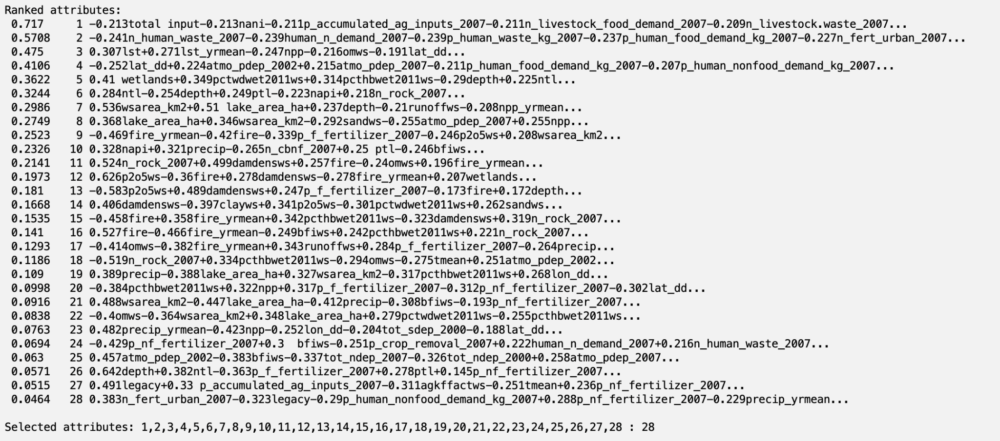 Ranked attributes:
0.717 1 -0.213total input-0.213nani-0.211p_accumulated_ag_inputs_2007-0.211n_livestock_food_demand_2007-0.209n_livestock.waste_2007...
0.5708 2 -0.241n_human_waste_2007-0.239human_n_demand_2007-0.239p_human_waste_kg_2007-0.237p_human_food_demand_kg_2007-0.227n_fert_urban_2007...
0.475 3 0.307lst+0.271lst_yrmean-0.247npp-0.216omws-0.191lat_dd...
0.4106 4 -0.252lat_dd+0.224atmo_pdep_2002+0.215atmo_pdep_2007-0.211p_human_food_demand_kg_2007-0.207p_human_nonfood_demand_kg_2007...
0.3622 5 0.41 wetlands+0.349pctwdwet2011ws+0.314pcthbwet2011ws-0.29depth+0.225ntl...
0.3244 6 0.284ntl-0.254depth+0.249ptl-0.223napi+0.218n_rock_2007...
0.2986 7 0.536wsarea_km2+0.51 lake_area_ha+0.237depth-0.21runoffws-0.208npp_yrmean...
0.2749 8 0.368lake_area_ha+0.346wsarea_km2-0.292sandws-0.255atmo_pdep_2007+0.255npp...
0.2523 9 -0.469fire_yrmean-0.42fire-0.339p_f_fertilizer_2007-0.246p2o5ws+0.208wsarea_km2...
0.2326 10 0.328napi+0.321precip-0.265n_cbnf_2007+0.25 ptl-0.246bfiws...
0.2141 11 0.524n_rock_2007+0.499damdensws+0.257fire-0.24omws+0.196fire_yrmean...
0.1973 12 0.626p2o5ws-0.36fire+0.278damdensws-0.278fire_yrmean+0.207wetlands...
0.181 13 -0.583p2o5ws+0.489damdensws+0.247p_f_fertilizer_2007-0.173fire+0.172depth...
0.1668 14 0.406damdensws-0.397clayws+0.341p2o5ws-0.301pctwdwet2011ws+0.262sandws...
0.1535 15 -0.458fire+0.358fire_yrmean+0.342pcthbwet2011ws-0.323damdensws+0.319n_rock_2007...
0.141 16 0.527fire-0.466fire_yrmean-0.249bfiws+0.242pcthbwet2011ws+0.221n_rock_2007...
0.1293 17 -0.414omws-0.382fire_yrmean+0.343runoffws+0.284p_f_fertilizer_2007-0.264precip...
0.1186 18 -0.519n_rock_2007+0.334pcthbwet2011ws-0.294omws-0.275tmean+0.251atmo_pdep_2002...
0.109 19 0.389precip-0.388lake_area_ha+0.327wsarea_km2-0.317pcthbwet2011ws+0.268lon_dd...
0.0998 20 -0.384pcthbwet2011ws+0.322npp+0.317p_f_fertilizer_2007-0.312p_nf_fertilizer_2007-0.302lat_dd...
0.0916 21 0.488wsarea_km2-0.447lake_area_ha-0.412precip-0.308bfiws-0.193p_nf_fertilizer_2007...
0.0838 22 -0.4omws-0.364wsarea_km2+0.348lake_area_ha+0.279pctwdwet2011ws-0.255pcthbwet2011ws...
0.0763 23 0.482precip_yrmean-0.423npp-0.252lon_dd-0.204tot_sdep_2000-0.188lat_dd...
0.0694 24 -0.429p_nf_fertilizer_2007+0.3  bfiws-0.251p_crop_removal_2007+0.222human_n_demand_2007+0.216n_human_waste_2007...
0.063 25 0.457atmo_pdep_2002-0.383bfiws-0.337tot_ndep_2007-0.326tot_ndep_2000+0.258atmo_pdep_2007...
0.0571 26 0.642depth+0.382ntl-0.363p_f_fertilizer_2007+0.278ptl+0.145p_nf_fertilizer_2007...
0.0515 27 0.491legacy+0.33 p_accumulated_ag_inputs_2007-0.311agkffactws-0.251tmean+0.236p_nf_fertilizer_2007...
0.0464 28 0.383n_fert_urban_2007-0.323legacy-0.29p_human_nonfood_demand_kg_2007+0.288p_nf_fertilizer_2007-0.229precip_yrmean...
Selected attributes: 1,2,3,4,5,6,7,8,9,10,11,12,13,14,15,16,17,18,19,20,21,22,23,24,25,26,27,28 : 28